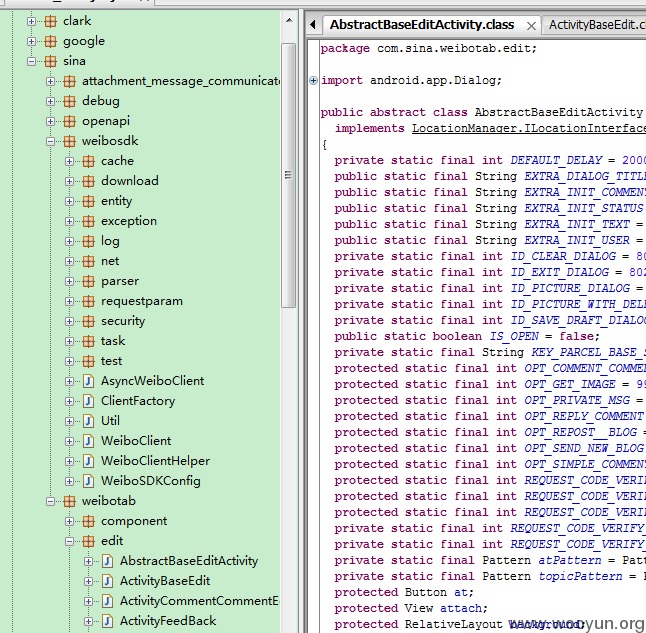 clark
google
sina
attachment_message_communicate
debug
openapi
weibosdk
cache
download
entity
exception
log
net
parser
requestparam
security
task
test
AsyncWeiboClient
ClientFactory
Util
WeiboClient
WeiboClientHelper
WeiboSDKConfig
weibotab
component
edit
AbstractBaseEditActivity
ActivityBaseEdit
ActivityCommentCommentE
ActivityFeedBack
AbstractBaseEditActivity.class
ActivityBaseEdit.c
package com.sina.weibotab.edit;
import android.app.Dialog;
public abstract class AbstractBaseEditActivity
implements LocationManager.ILocationInterface
{
private static final int DEFAULT_DELAY = 2000
public static final String EXTRA_DIALOG_TITLE
public static final String EXTRA_INIT_COMMENT
public static final String EXTRA_INIT_STATUS
public static final String EXTRA_INIT_TEXT =
public static final String EXTRA_INIT_USER =
private static final int ID_CLEAR_DIALOG = 80
private static final int ID_EXIT_DIALOG = 802
private static final int ID_PICTURE_DIALOG =
private static final int ID_PICTURE_WITH_DELE
private static final int ID_SAVE_DRAFT_DIALOG
public static boolean IS_OPEN = false;
private static final String KEY_PARCEL_BASE_S
protected static final int OPT_COMMENT_COMME
protected static final int OPT_GET_IMAGE = 99
protected static final int OPT_PRIVATE_MSG =
protected static final int OPT_REPLY_COMMENT
protected static final int OPT_REPOST__BLOG =
protected static final int OPT_SEND_NEW_BLOG
protected static final int OPT_SIMPLE_COMMENT
protected static final int REQUEST_CODE_VERI
protected static final int REQUEST_CODE_VERI
protected static final int REQUEST_CODE_VERI
private static final int REQUEST_CODE_VERIFY
private static final int REQUEST_CODE_VERIFY
private static final Pattern atPattern = Patt
private static final Pattern topicPattern = P
protected Button at;
protected View attach;
protected RelativeLayout background;
www.wooyun.org